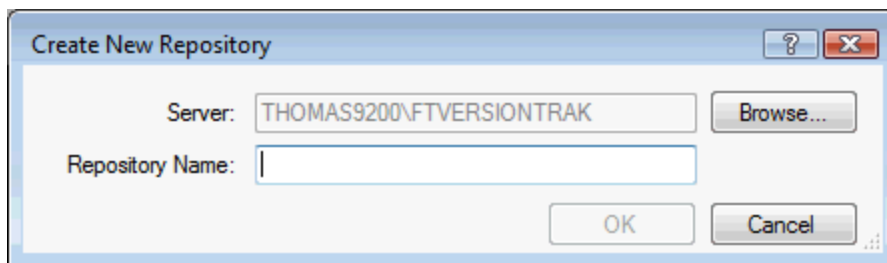 Create New Repository
Server: THOMAS9200\FTVERSIONTRAK Browse...
Repository Name:
OK Cancel